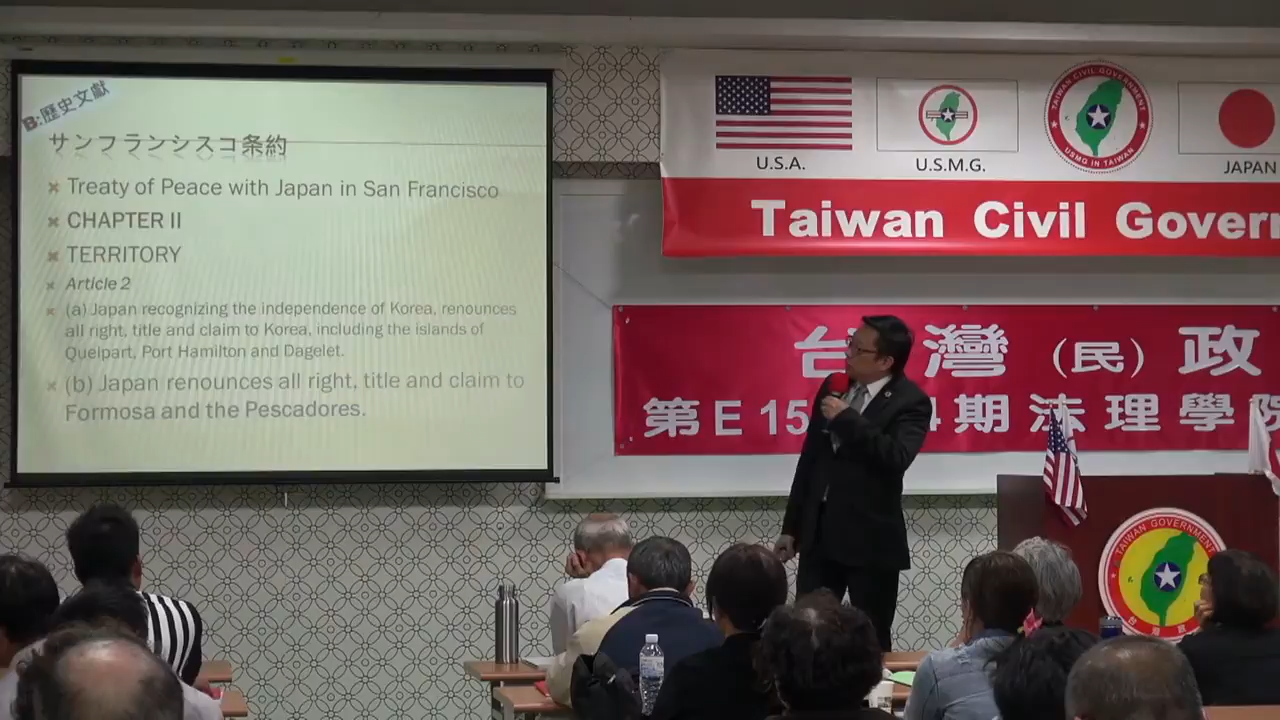 B:歷史文獻
サンフランシスコ条約
Treaty of Peace with Japan in San Francisco
CHAPTER II
TERRITORY
Article 2
(a) Japan recognizing the independence of Korea, renounces
all right, title and claim to Korea, including the islands of
Quelpart, Port Hamilton and Dagelet.
(b) Japan renounces all right, title and claim to
Formosa and the Pescadores.
U.S.A.
U.S.M.G.
TAIWAN CIVIL GOVERNMENT
USMG IN TAIWAN
JAPAN
Taiwan Civil Govern
台灣(民)政
第E15 4期法理學院
TAIWAN GOVERNMENT